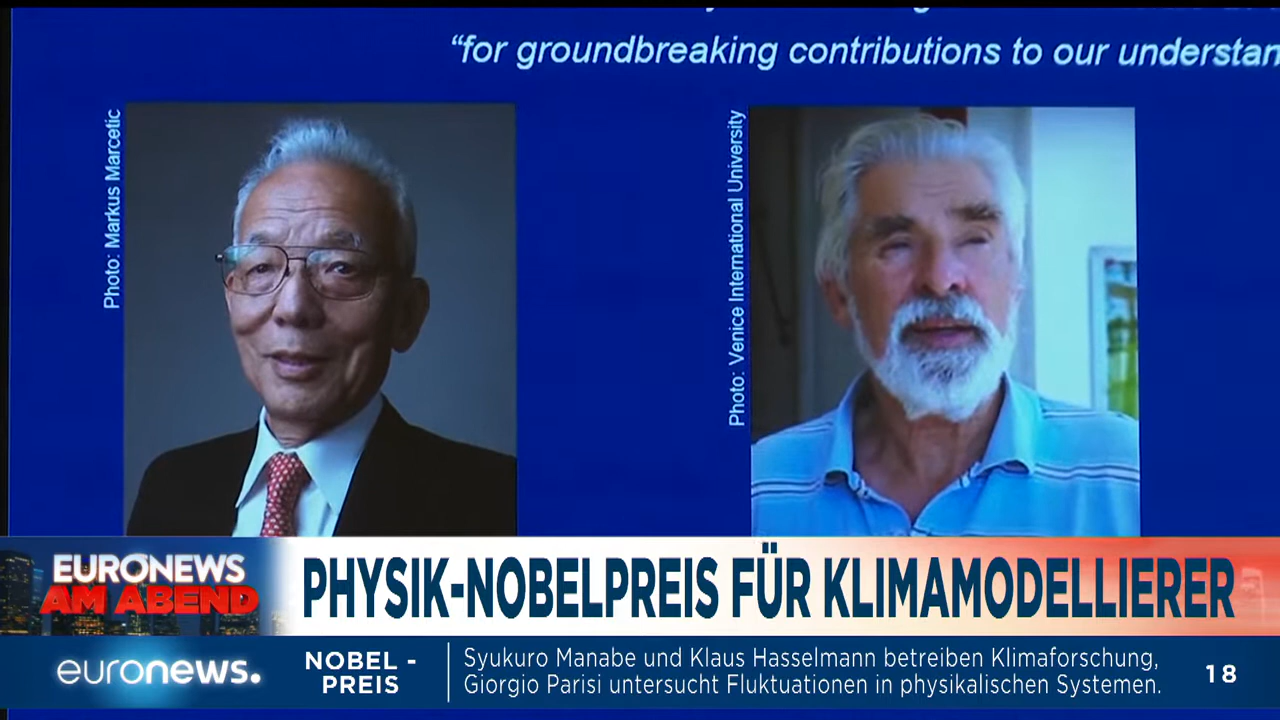 “for groundbreaking contributions to our understan
Photo: Markus Marcetic
Photo: Venice International University
EURONEWS
AM ABEND
PHYSIK-NOBELPREIS FÜR KLIMAMODELLIERER
euronews.
NOBEL -
PREIS
Syukuro Manabe und Klaus Hasselmann betreiben Klimaforschung,
Giorgio Parisi untersucht Fluktuationen in physikalischen Systemen.
18